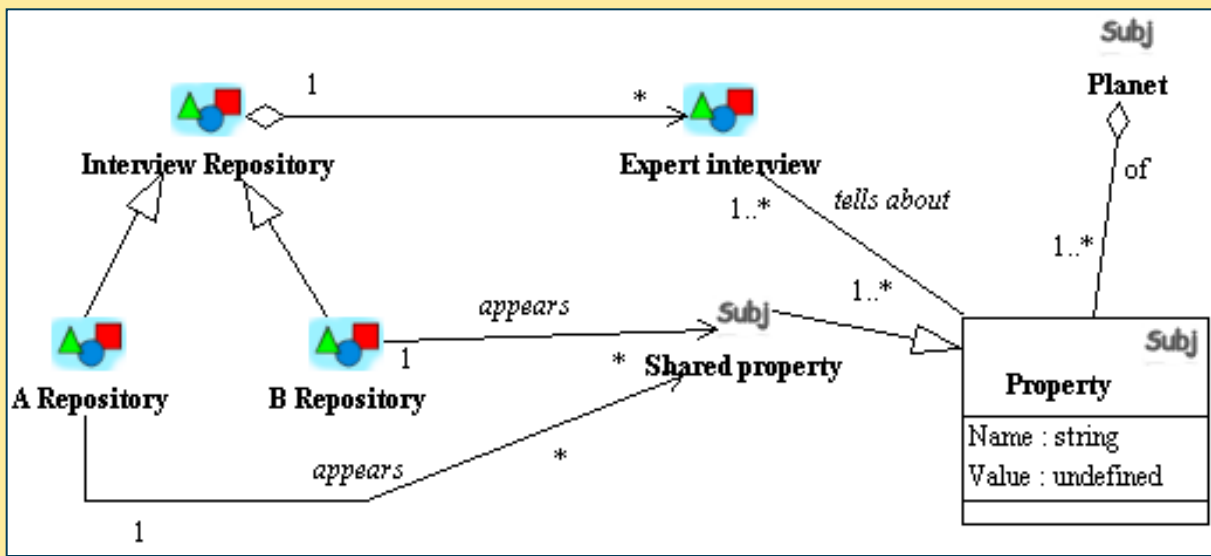 Subj
Planet
1
*
Interview Repository
Expert interview
of
1..*
tells about
1..*
1..*
appears
Subj
1
*
Shared property
Subj
A Repository
B Repository
Property
Name : string
Value : undefined
appears
*
1